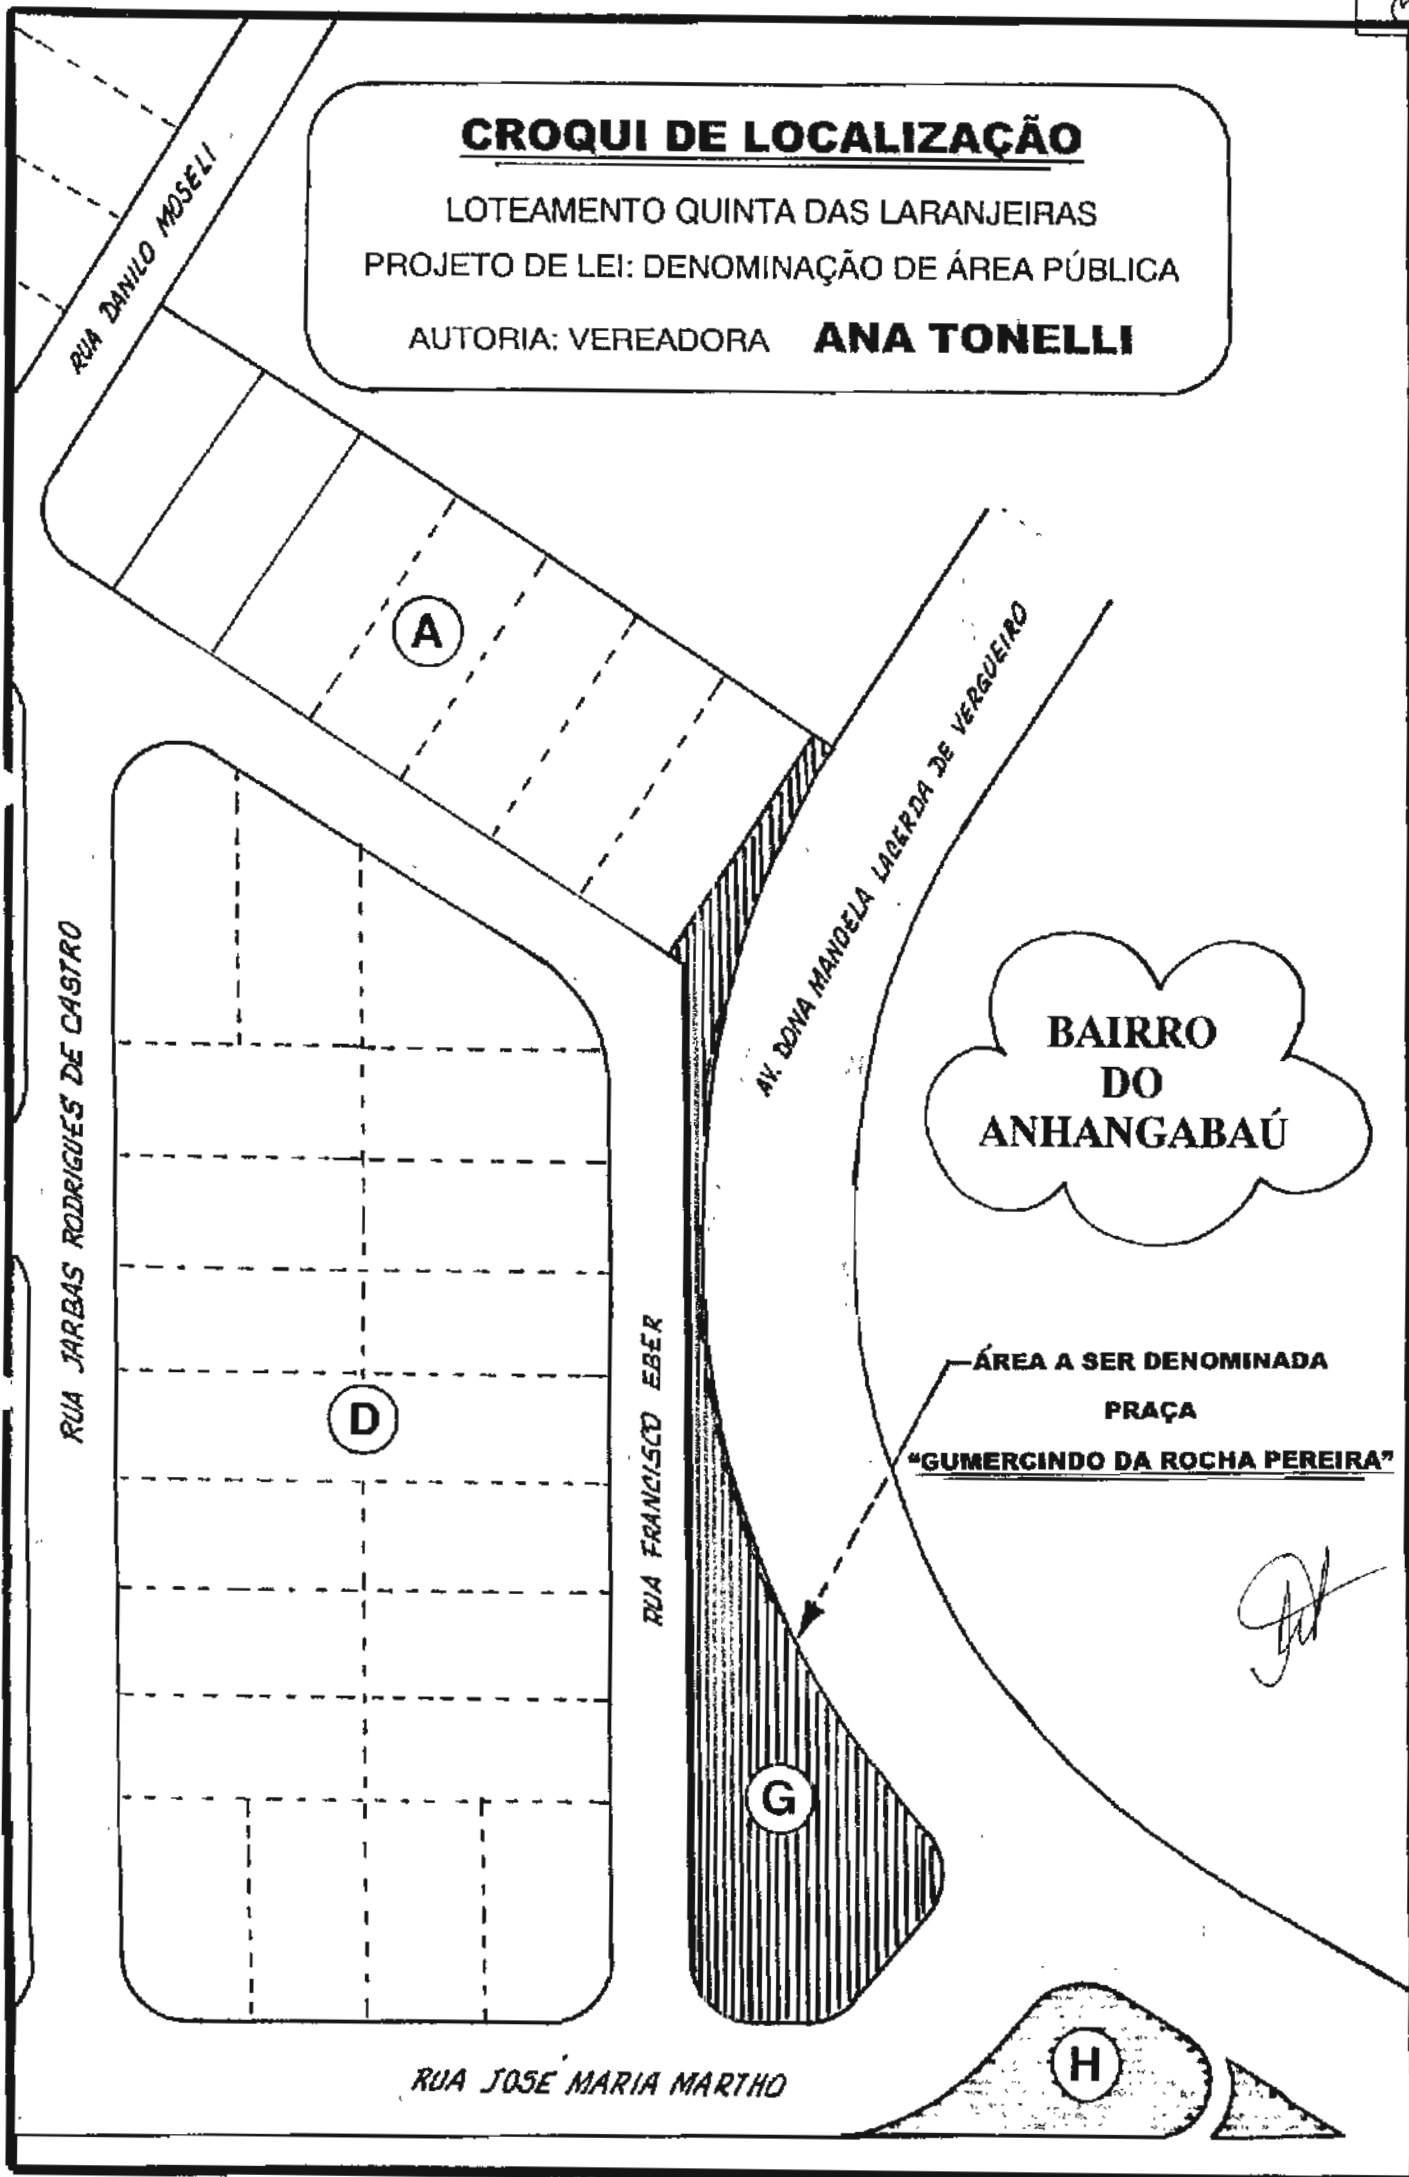 CROQUI DE LOCALIZAÇÃO
LOTEAMENTO QUINTA DAS LARANJEIRAS
PROJETO DE LEI: DENOMINAÇÃO DE ÁREA PÚBLICA
AUTORIA: VEREADORA ANA TONELLI
RUA DANILO MOSELI
A
AV. DONA MANOELA LACERDA DE VERGUEIRO
RUA JARBAS RODRIGUES DE CASTRO
BAIRRO
DO
ANHANGABAÚ
D
RUA FRANCISCO EBER
ÁREA A SER DENOMINADA
PRAÇA
“GUMERCINDO DA ROCHA PEREIRA”
G
H
RUA JOSÉ MARIA MARTHO